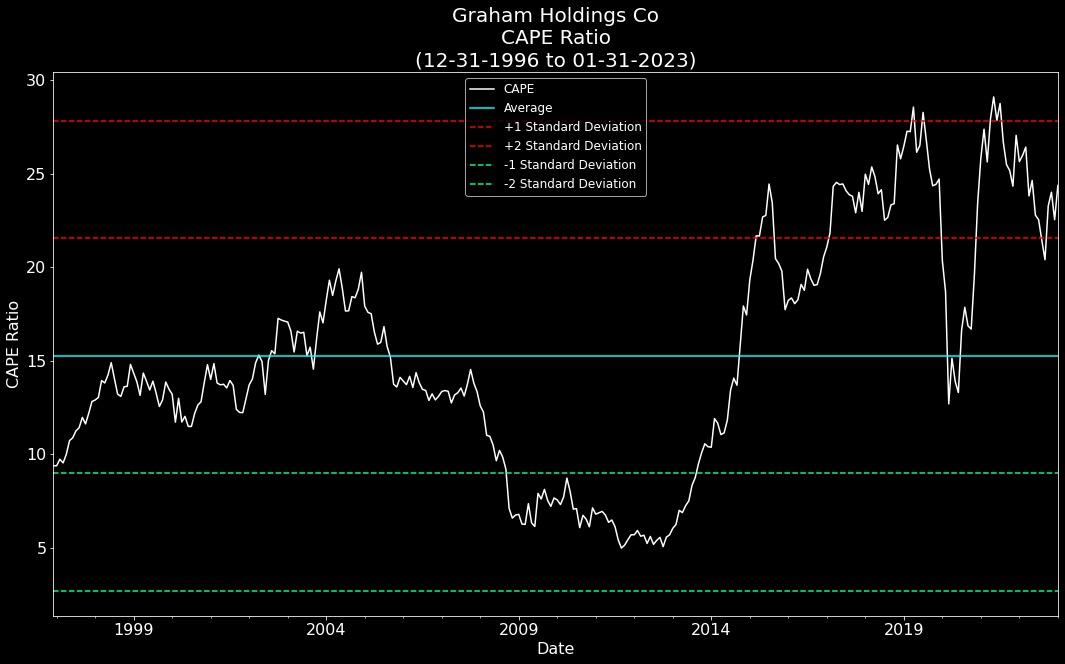 Graham Holdings Co
CAPE Ratio
(12-31-1996 to 01-31-2023)
CAPE
Average
+1 Standard Deviation
+2 Standard Deviation
-1 Standard Deviation
-2 Standard Deviation
30
25
20
15
10
5
CAPE Ratio
1999 2004 2009 2014 2019
Date